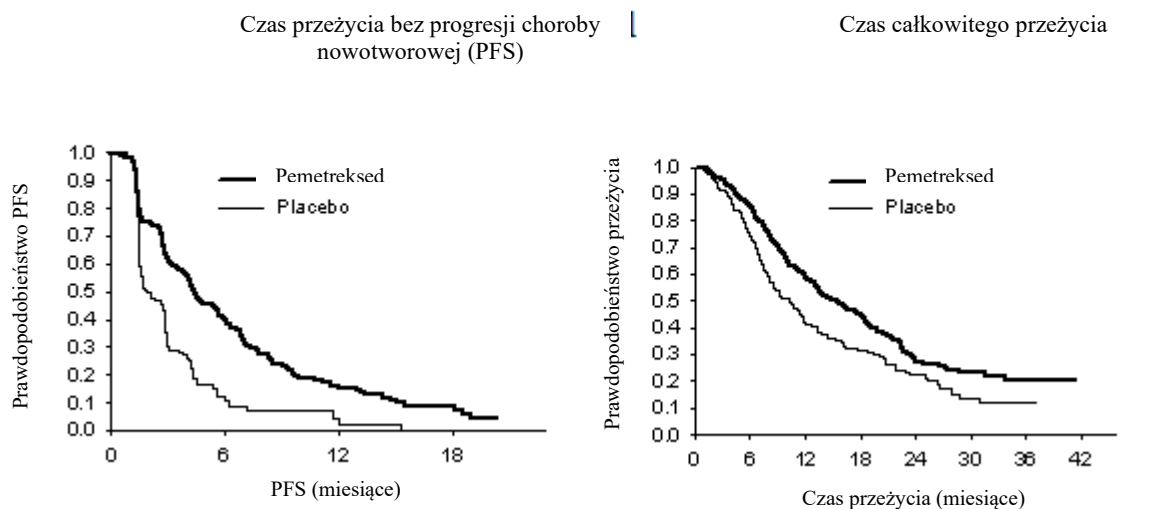 Czas przeżycia bez progresji choroby
nowotworowej (PFS)
Czas całkowitego przeżycia
Prawdopodobieństwo PFS
1.0
0.9
0.8
0.7
0.6
0.5
0.4
0.3
0.2
0.1
0.0
Pemetreksed
Placebo
0 6 12 18
PFS (miesiące)
Prawdopodobieństwo przeżycia
1.0
0.9
0.8
0.7
0.6
0.5
0.4
0.3
0.2
0.1
0.0
Pemetreksed
Placebo
0 6 12 18 24 30 36 42
Czas przeżycia (miesiące)